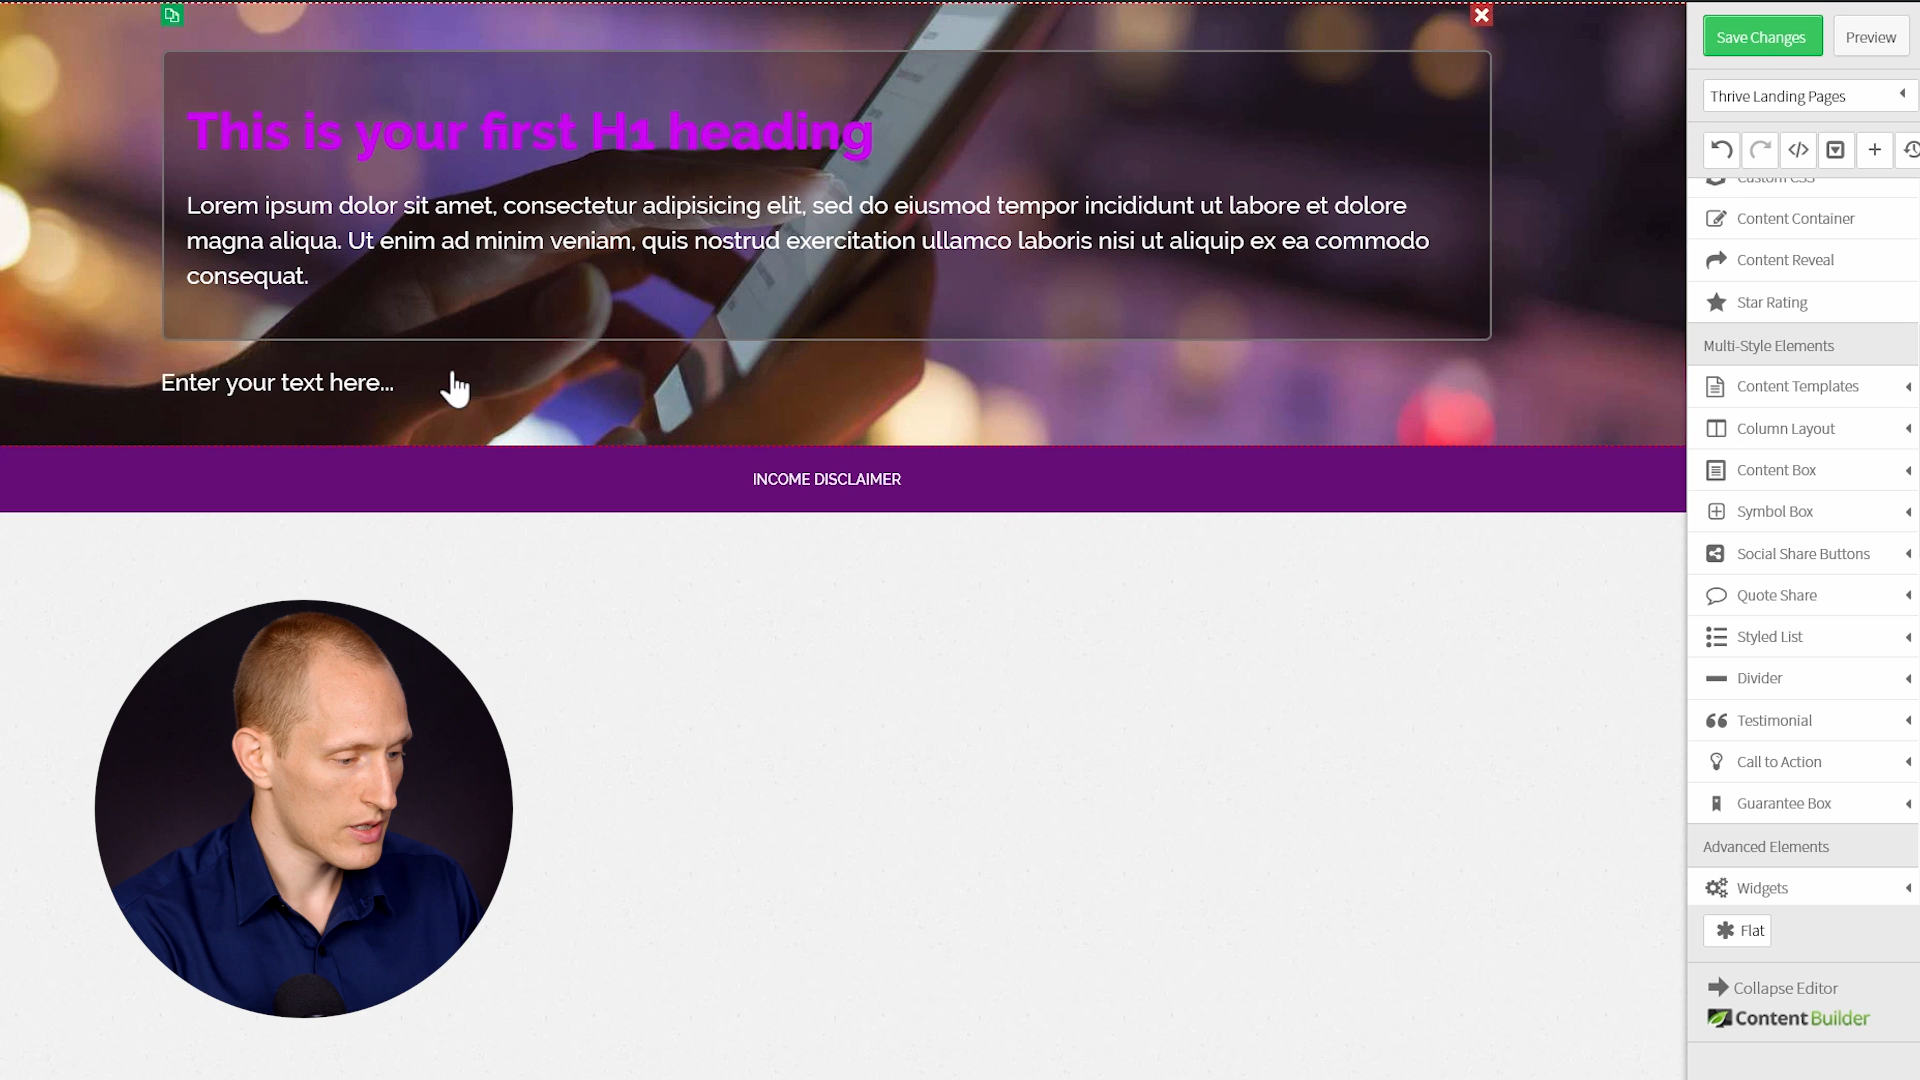 Save Changes
Preview
Thrive Landing Pages
Custom CSS
Content Container
Content Reveal
Star Rating
Multi-Style Elements
Content Templates
Column Layout
Content Box
Symbol Box
Social Share Buttons
Quote Share
Styled List
Divider
Testimonial
Call to Action
Guarantee Box
Advanced Elements
Widgets
Flat
Collapse Editor
Content Builder
This is your first H1 heading
Lorem ipsum dolor sit amet, consectetur adipisicing elit, sed do eiusmod tempor incididunt ut labore et dolore
magna aliqua. Ut enim ad minim veniam, quis nostrud exercitation ullamco laboris nisi ut aliquip ex ea commodo
consequat.
Enter your text here...
INCOME DISCLAIMER